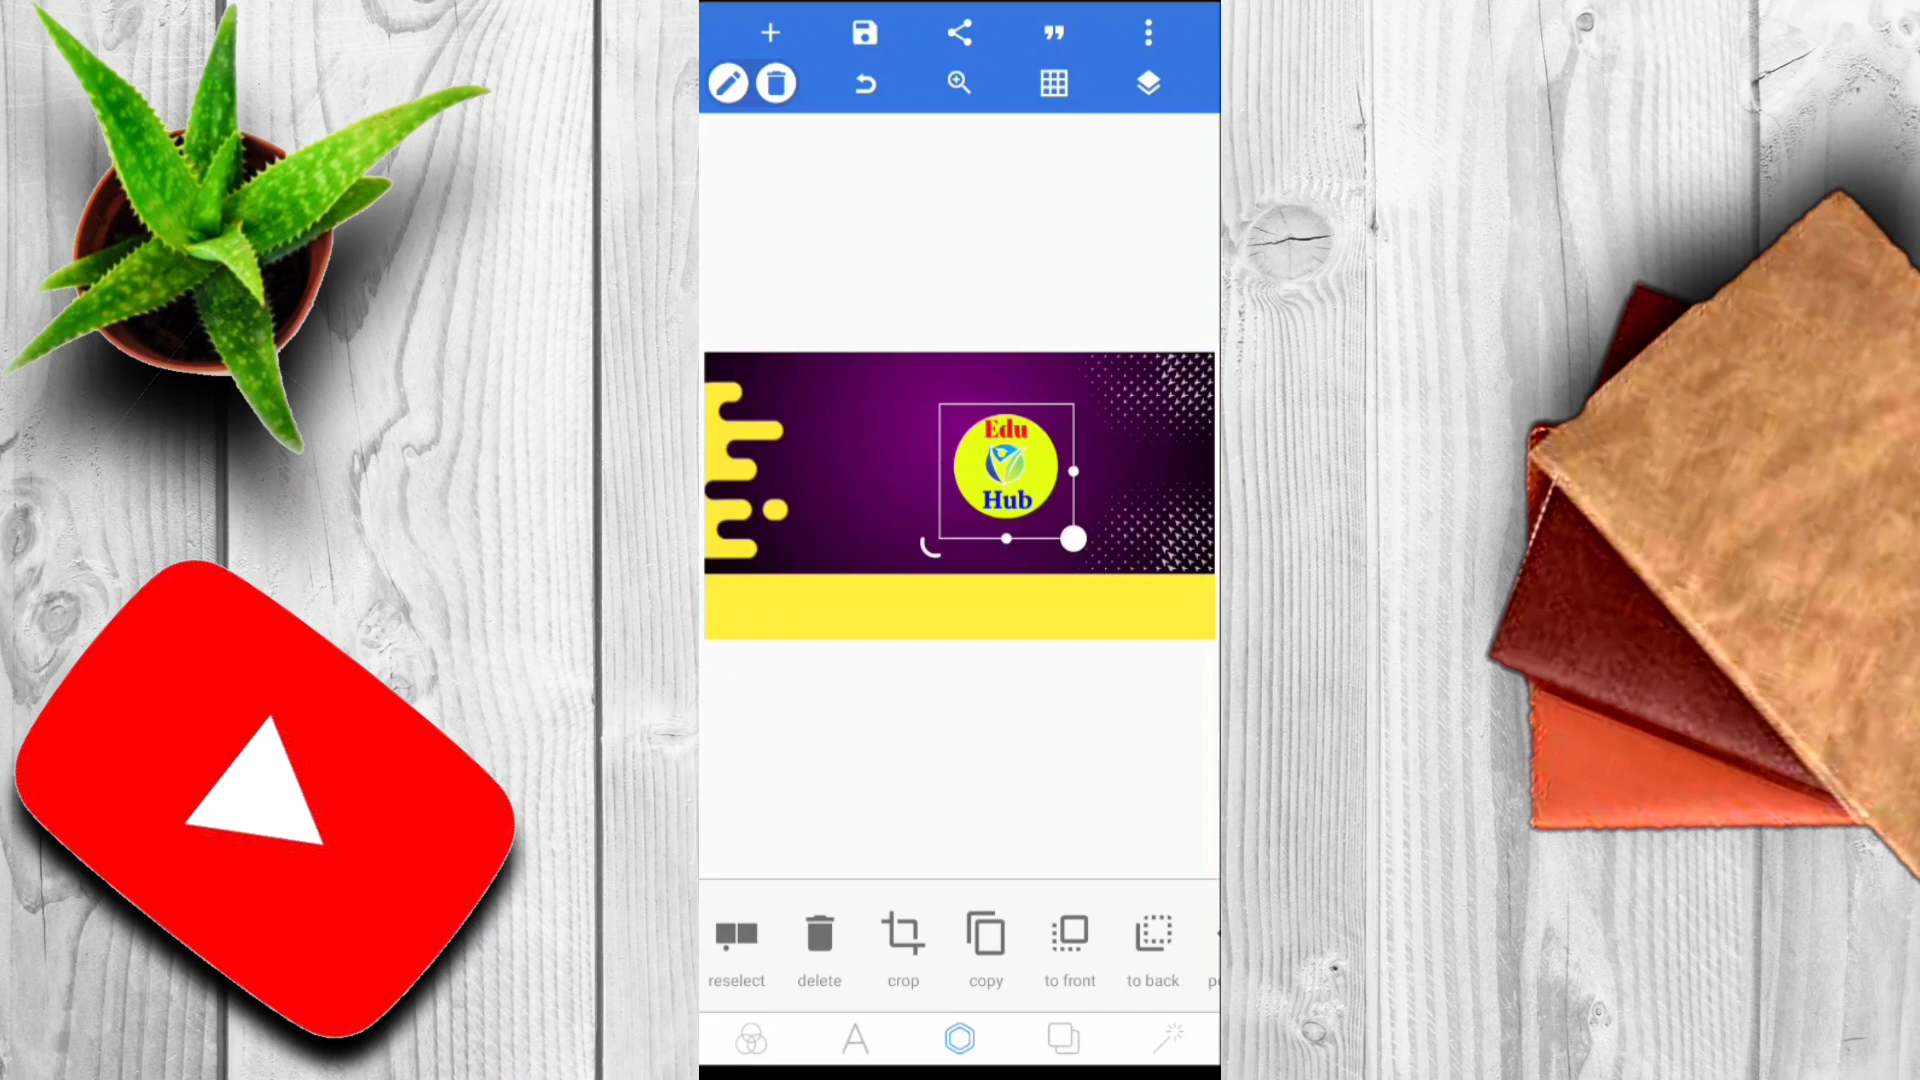 Edu
Hub
reselect
delete
crop
copy
to front
to back